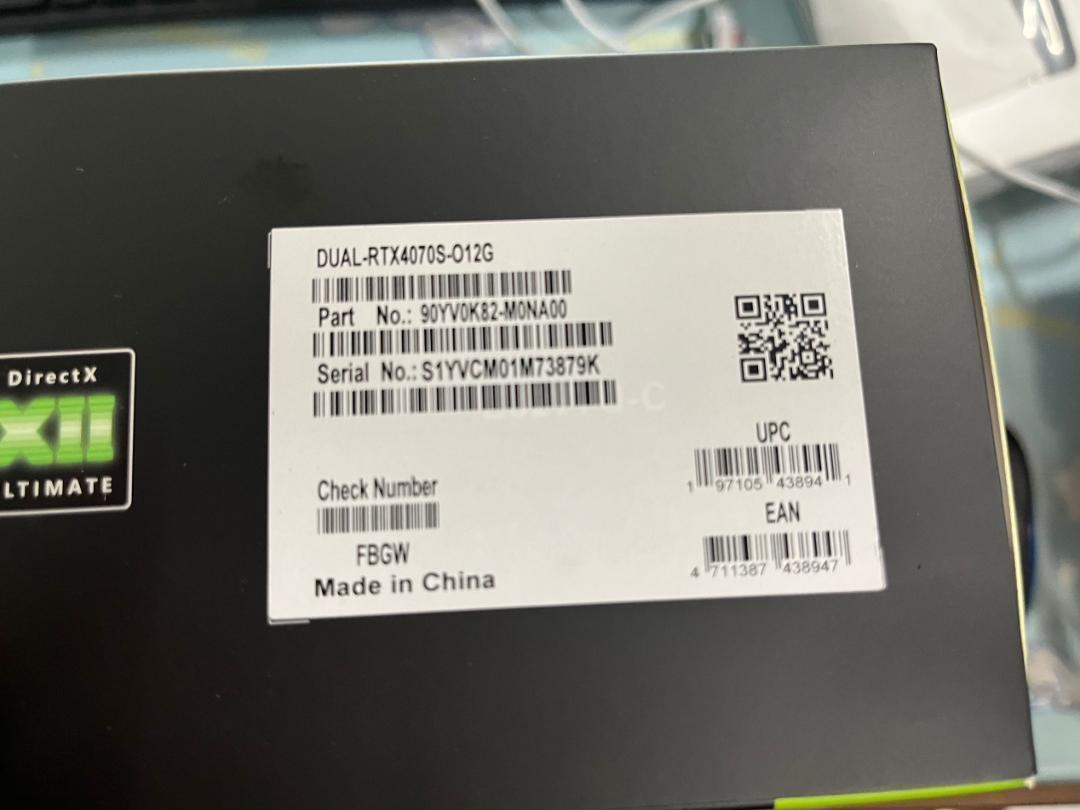 DUAL-RTX4070S-O12G
Part No.: 90YV0K82-M0NA00
Serial No.: S1YVCM01M73879K
UPC
1 97105 43894 1
Check Number
EAN
FBGW
4 711387 438947
Made in China
DirectX
XII
LTIMATE